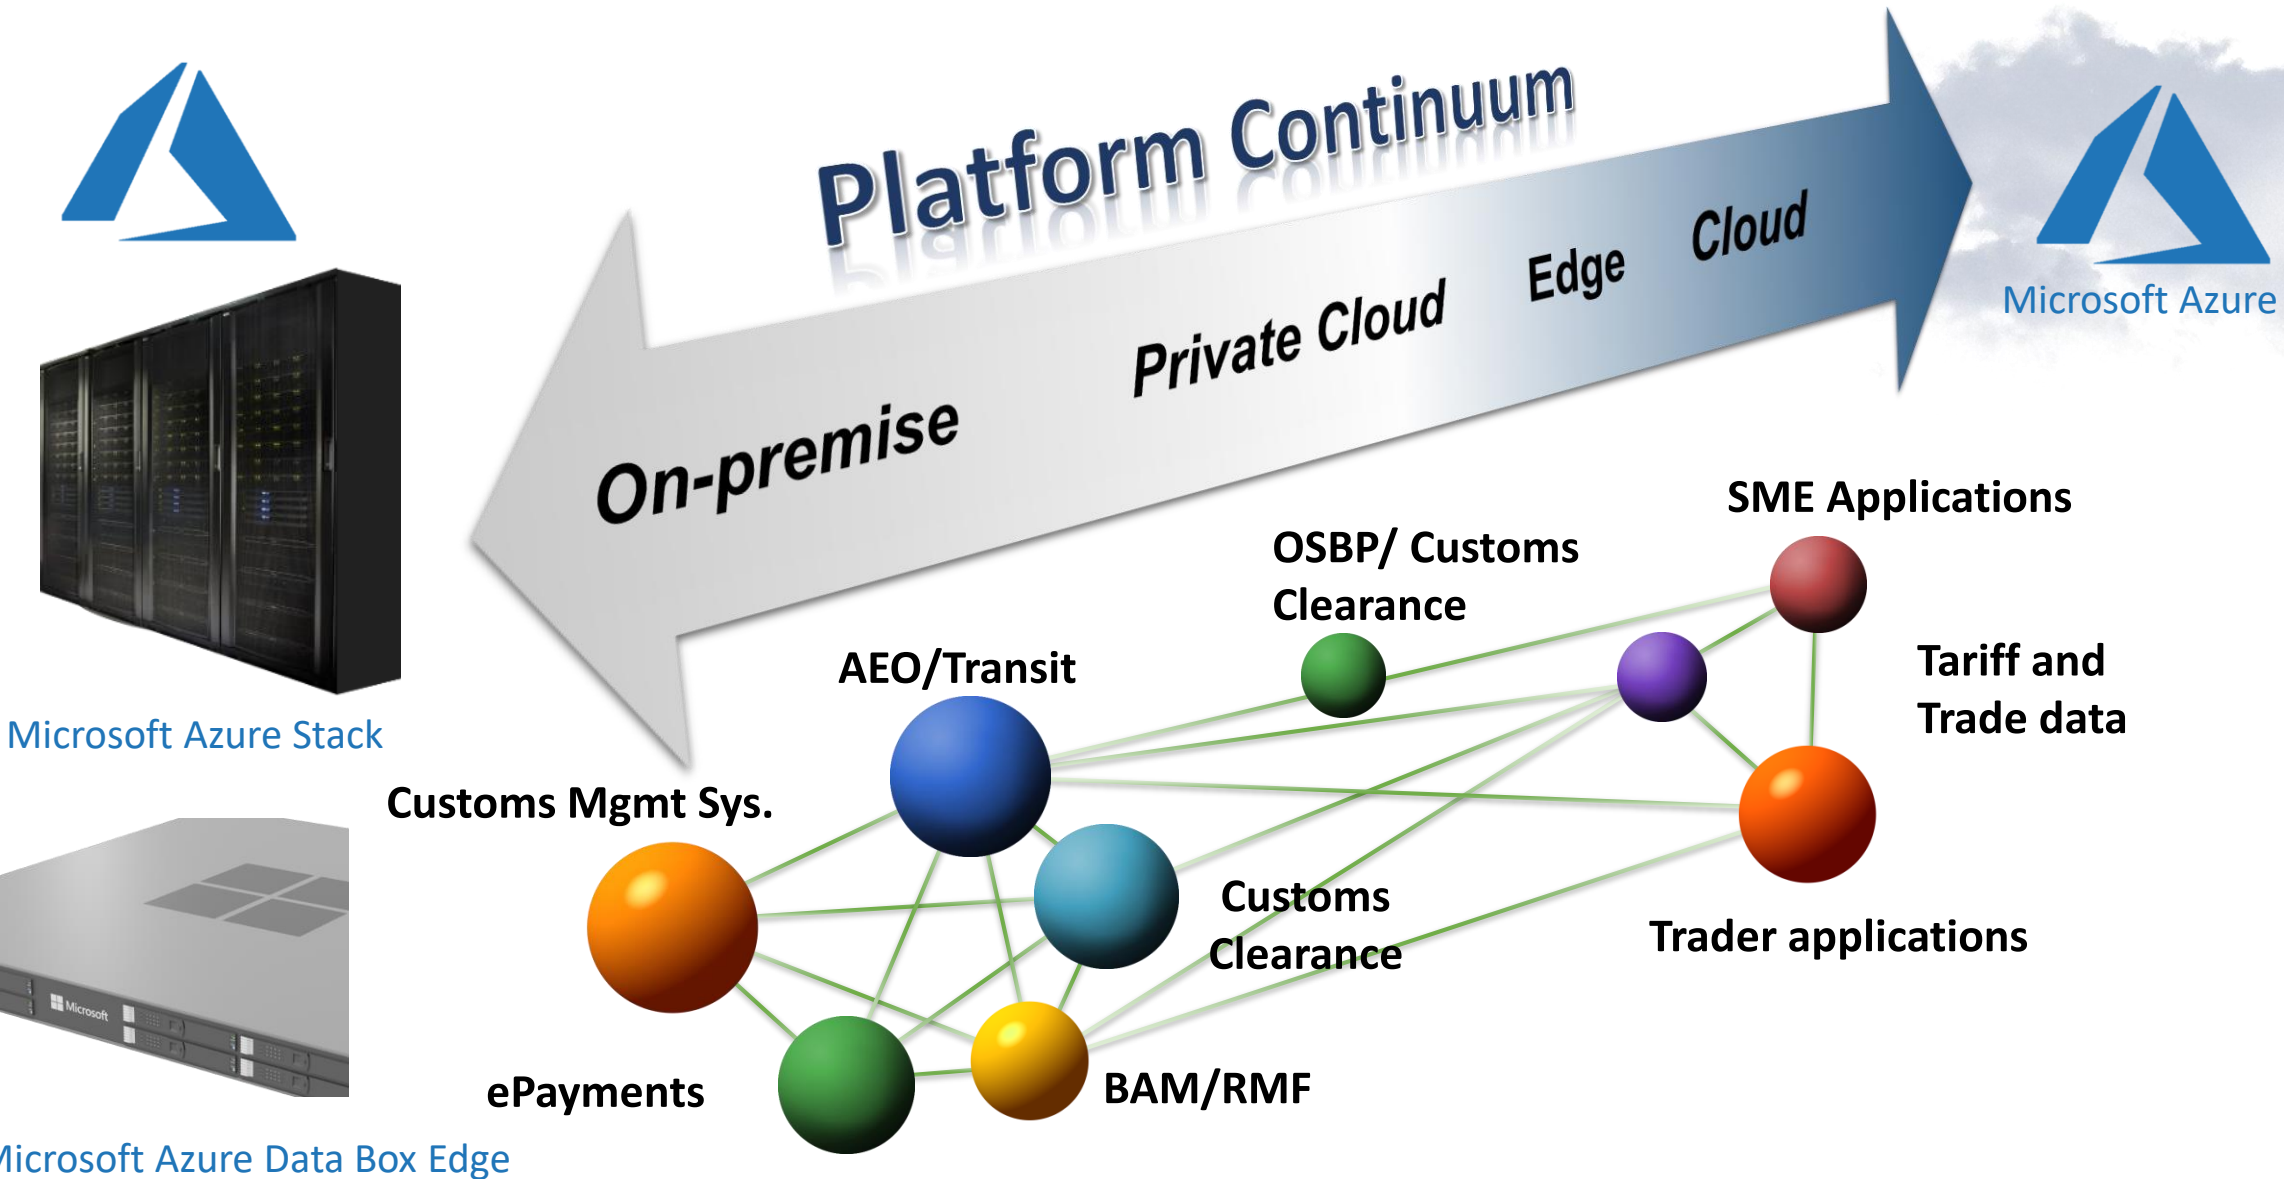 Platform Continuum
On-premise
Private Cloud
Edge
Cloud
Microsoft Azure
Microsoft Azure Stack
SME Applications
OSBP/ Customs
Clearance
AEO/Transit
Tariff and
Trade data
Customs Mgmt Sys.
Customs
Clearance
Trader applications
Microsoft
ePayments
BAM/RMF
Microsoft Azure Data Box Edge